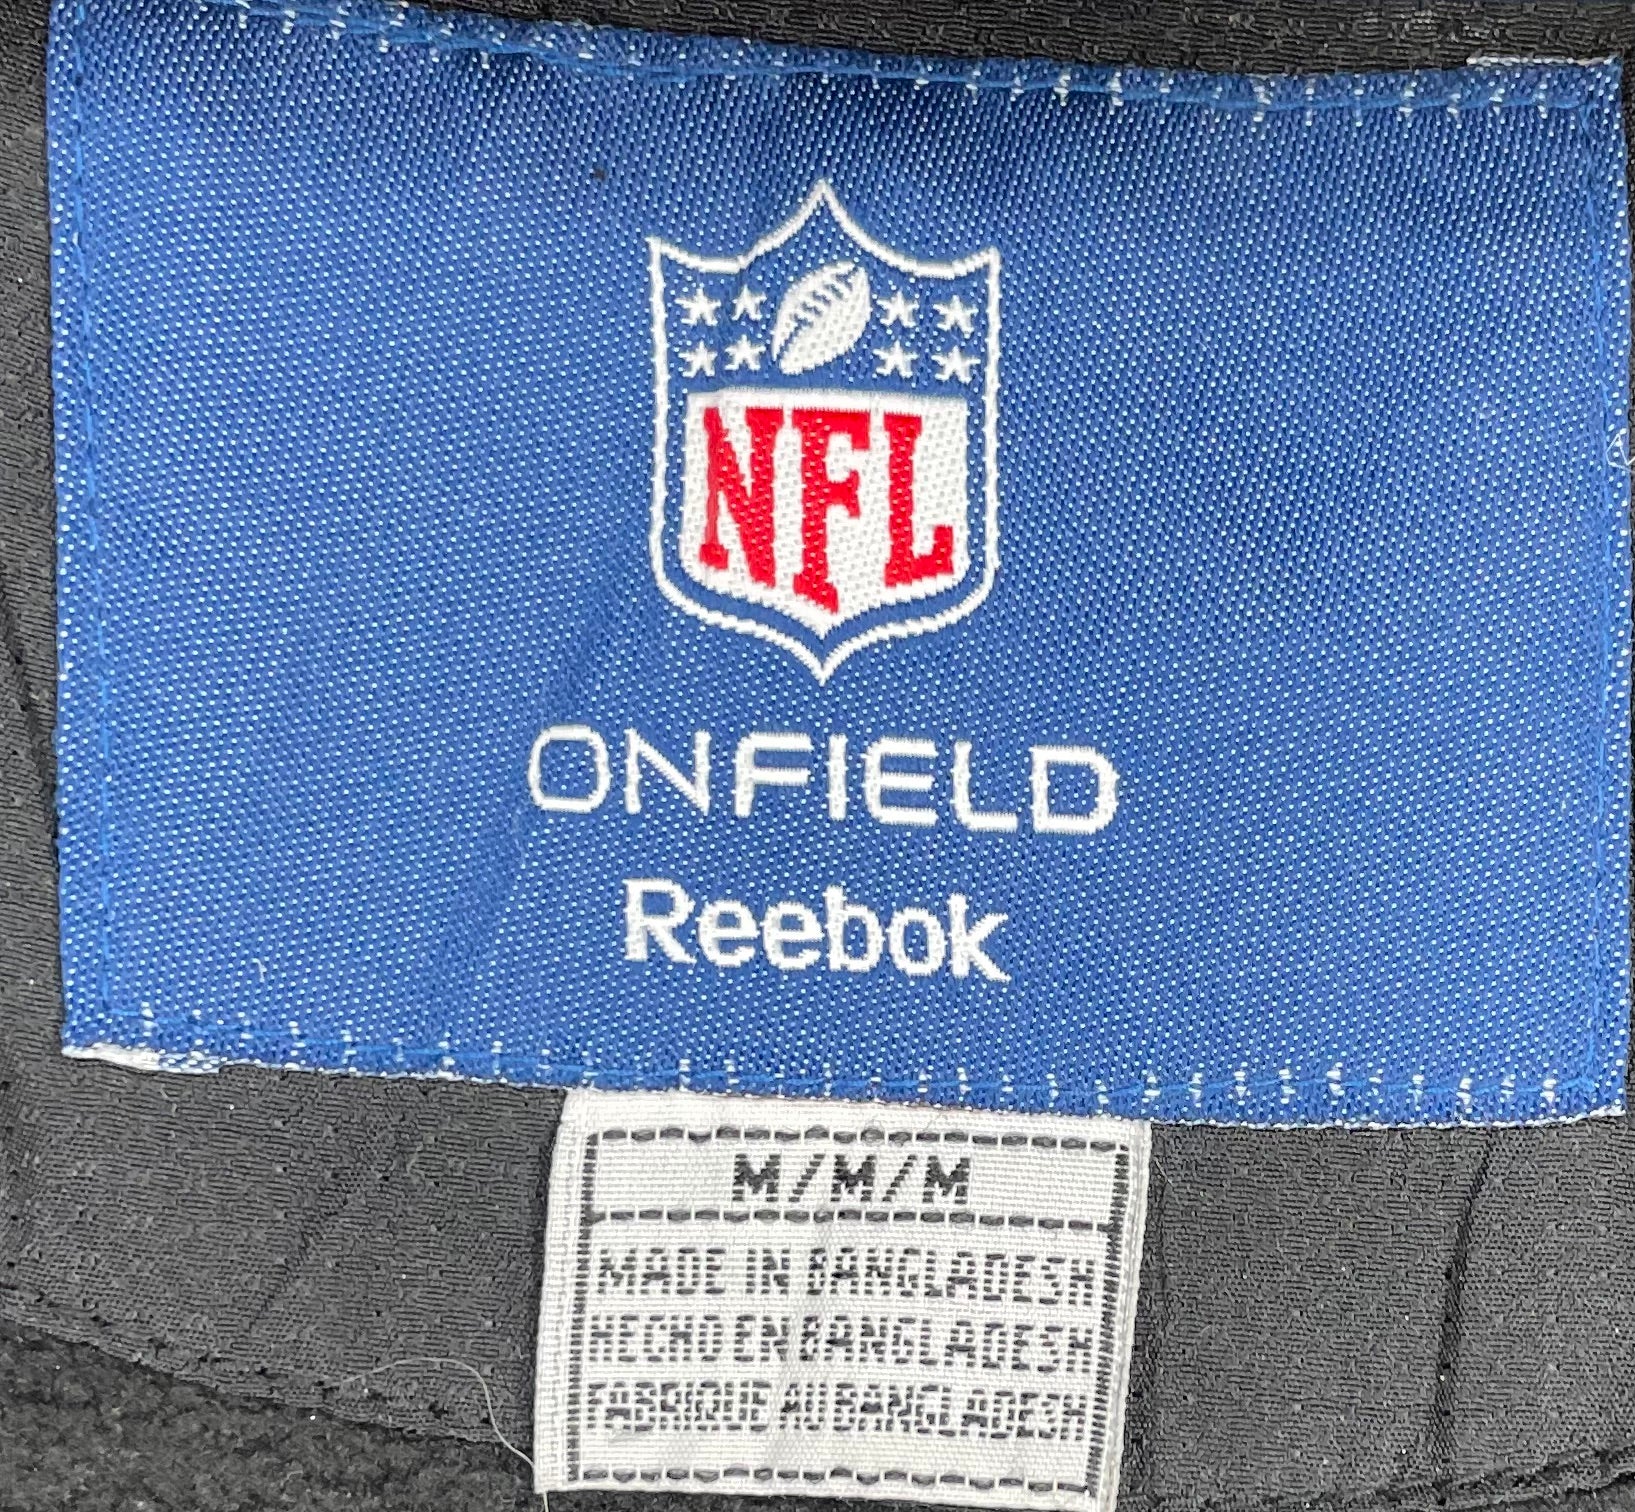 NFL
ONFIELD
Reebok
M/M/M
MADE IN BANGLADESH
HECHO EN BANGLADESH
FABRIQUE AU BANGLADESH